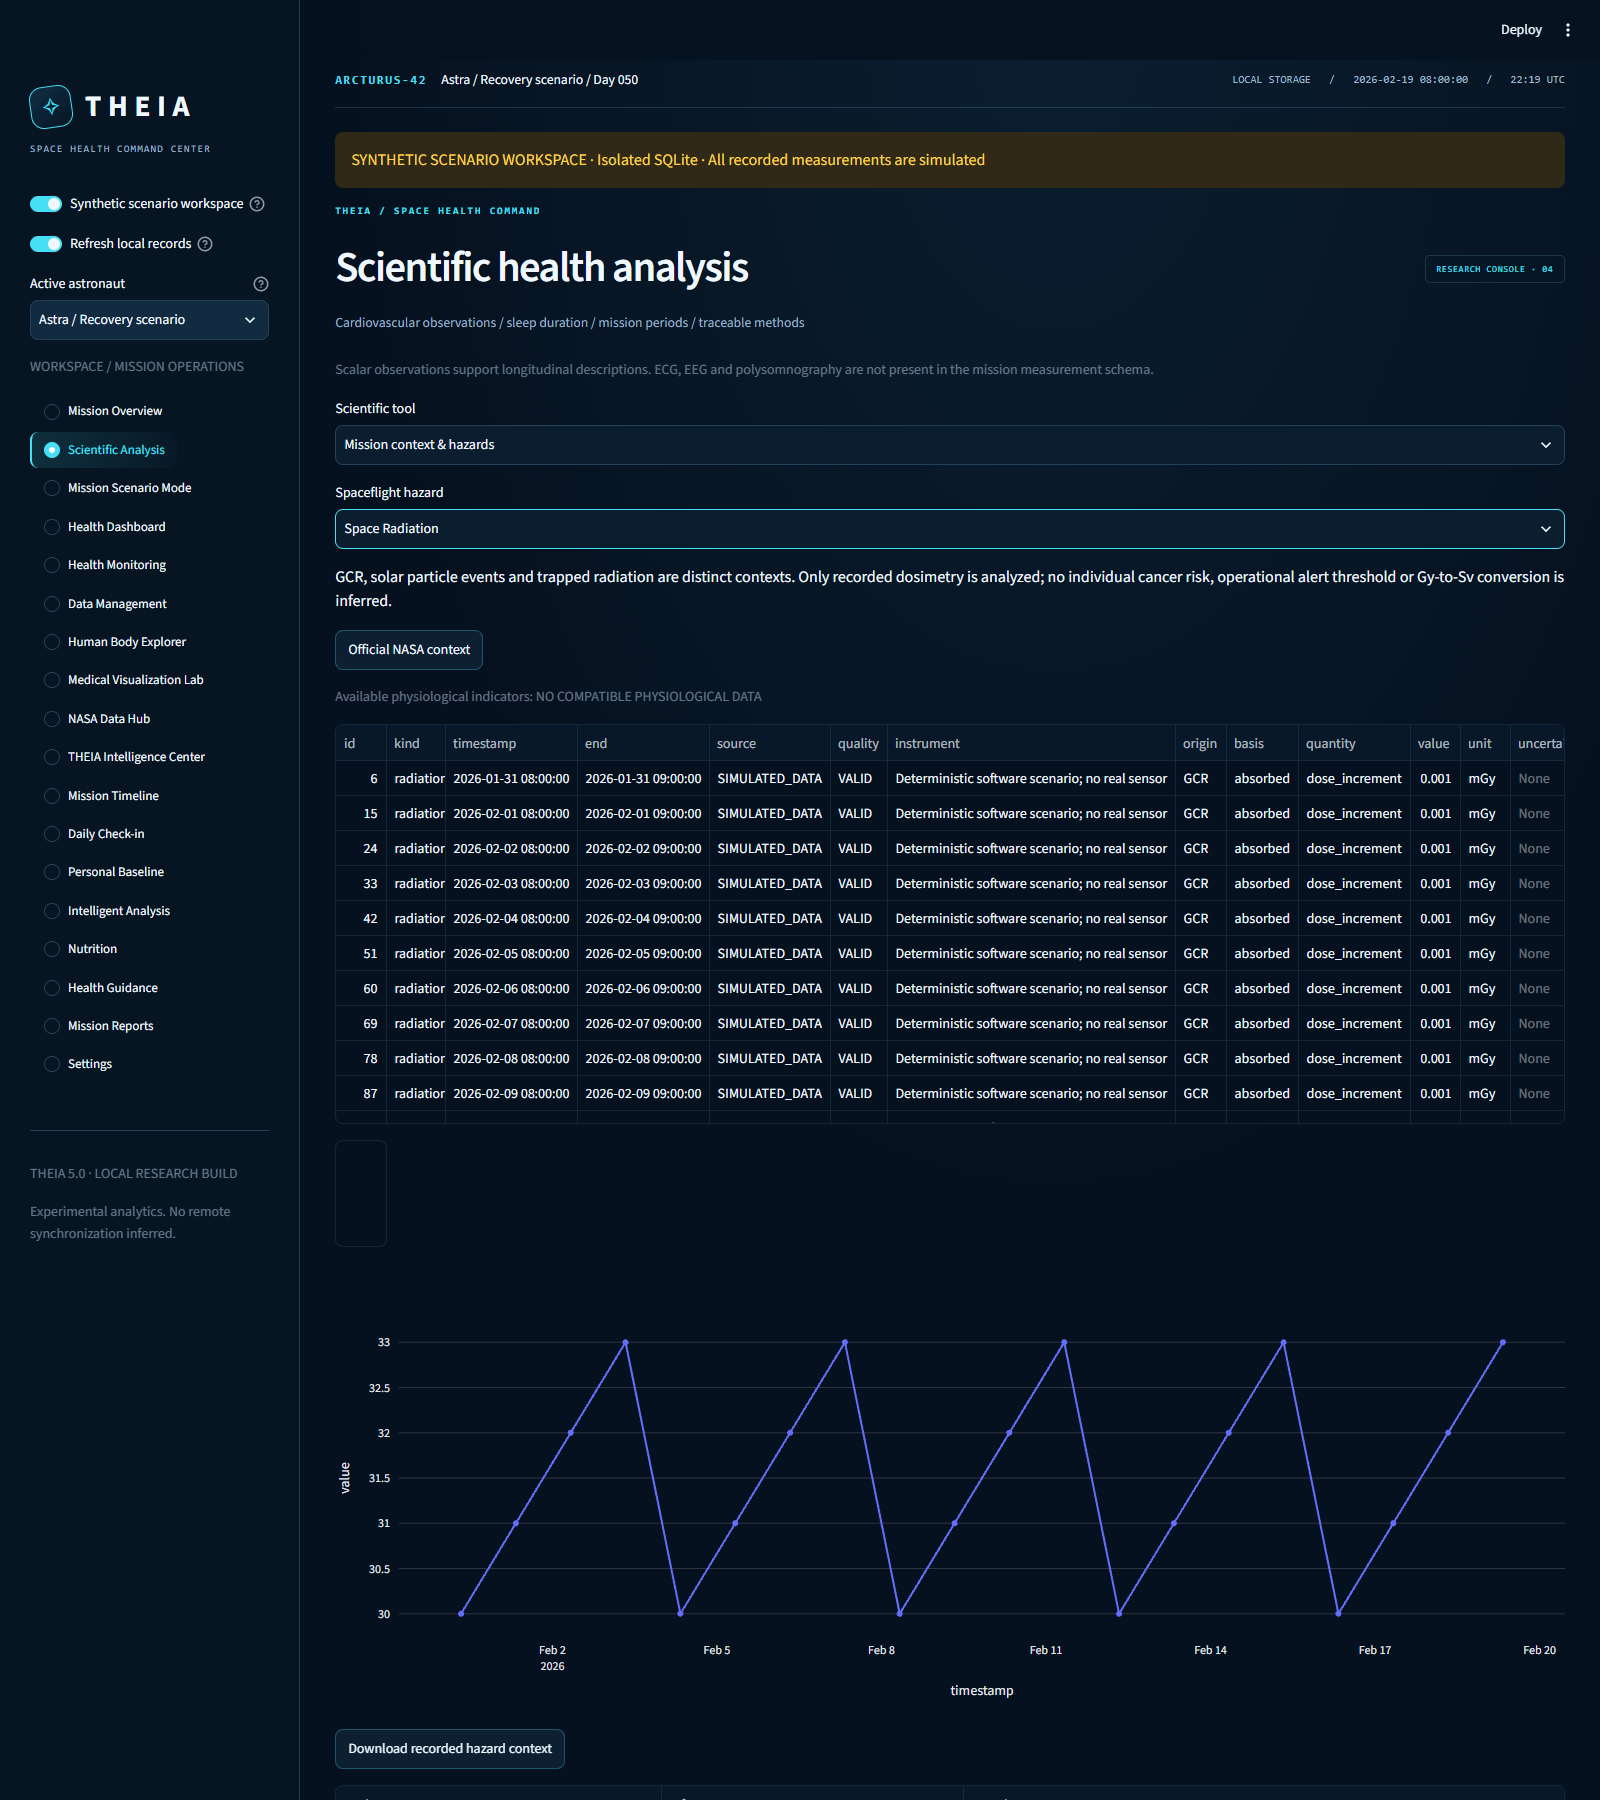 Deploy
ARCTURUS-42 Astra / Recovery scenario / Day 050
LOCAL STORAGE / 2026-02-19 08:00:00 / 22:19 UTC
THEIA
SPACE HEALTH COMMAND CENTER
Synthetic scenario workspace
Refresh local records
Active astronaut
Astra / Recovery scenario
WORKSPACE / MISSION OPERATIONS
Mission Overview
Scientific Analysis
Mission Scenario Mode
Health Dashboard
Health Monitoring
Data Management
Human Body Explorer
Medical Visualization Lab
NASA Data Hub
THEIA Intelligence Center
Mission Timeline
Daily Check-in
Personal Baseline
Intelligent Analysis
Nutrition
Health Guidance
Mission Reports
Settings
THEIA 5.0 · LOCAL RESEARCH BUILD
Experimental analytics. No remote
synchronization inferred.
SYNTHETIC SCENARIO WORKSPACE · Isolated SQLite · All recorded measurements are simulated
THEIA / SPACE HEALTH COMMAND
Scientific health analysis
RESEARCH CONSOLE · 04
Cardiovascular observations / sleep duration / mission periods / traceable methods
Scalar observations support longitudinal descriptions. ECG, EEG and polysomnography are not present in the mission measurement schema.
Scientific tool
Mission context & hazards
Spaceflight hazard
Space Radiation
GCR, solar particle events and trapped radiation are distinct contexts. Only recorded dosimetry is analyzed; no individual cancer risk, operational alert threshold or Gy-to-Sv conversion is
inferred.
Official NASA context
Available physiological indicators: NO COMPATIBLE PHYSIOLOGICAL DATA
id kind timestamp end source quality instrument origin basis quantity value unit uncerta
6 radiation 2026-01-31 08:00:00 2026-01-31 09:00:00 SIMULATED_DATA VALID Deterministic software scenario; no real sensor GCR absorbed dose_increment 0.001 mGy None
15 radiation 2026-02-01 08:00:00 2026-02-01 09:00:00 SIMULATED_DATA VALID Deterministic software scenario; no real sensor GCR absorbed dose_increment 0.001 mGy None
24 radiation 2026-02-02 08:00:00 2026-02-02 09:00:00 SIMULATED_DATA VALID Deterministic software scenario; no real sensor GCR absorbed dose_increment 0.001 mGy None
33 radiation 2026-02-03 08:00:00 2026-02-03 09:00:00 SIMULATED_DATA VALID Deterministic software scenario; no real sensor GCR absorbed dose_increment 0.001 mGy None
42 radiation 2026-02-04 08:00:00 2026-02-04 09:00:00 SIMULATED_DATA VALID Deterministic software scenario; no real sensor GCR absorbed dose_increment 0.001 mGy None
51 radiation 2026-02-05 08:00:00 2026-02-05 09:00:00 SIMULATED_DATA VALID Deterministic software scenario; no real sensor GCR absorbed dose_increment 0.001 mGy None
60 radiation 2026-02-06 08:00:00 2026-02-06 09:00:00 SIMULATED_DATA VALID Deterministic software scenario; no real sensor GCR absorbed dose_increment 0.001 mGy None
69 radiation 2026-02-07 08:00:00 2026-02-07 09:00:00 SIMULATED_DATA VALID Deterministic software scenario; no real sensor GCR absorbed dose_increment 0.001 mGy None
78 radiation 2026-02-08 08:00:00 2026-02-08 09:00:00 SIMULATED_DATA VALID Deterministic software scenario; no real sensor GCR absorbed dose_increment 0.001 mGy None
87 radiation 2026-02-09 08:00:00 2026-02-09 09:00:00 SIMULATED_DATA VALID Deterministic software scenario; no real sensor GCR absorbed dose_increment 0.001 mGy None
33
32.5
32
31.5
31
30.5
30
value
Feb 2 Feb 5 Feb 8 Feb 11 Feb 14 Feb 17 Feb 20
2026
timestamp
Download recorded hazard context